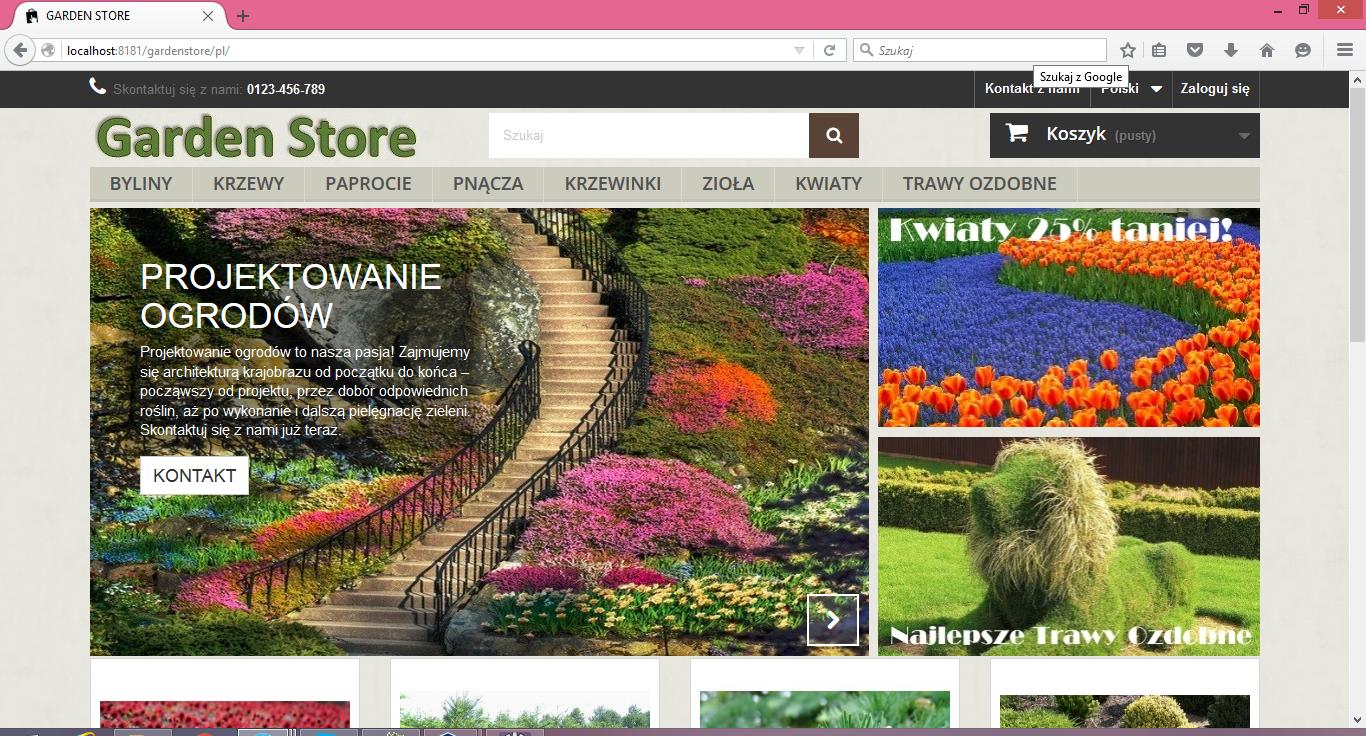 GARDEN STORE
localhost:8181/gardenstore/pl/
Szukaj
Szukaj z Google
Skontaktuj się z nami: 0123-456-789
Kontakt z nami
Polski
Zaloguj się
Garden Store
Szukaj
Koszyk (pusty)
BYLINY
KRZEWY
PAPROCIE
PNĄCZA
KRZEWINKI
ZIOŁA
KWIATY
TRAWY OZDOBNE
PROJEKTOWANIE
OGRODÓW
Projektowanie ogrodów to nasza pasja! Zajmujemy
się architekturą krajobrazu od początku do końca –
począwszy od projektu, przez dobór odpowiednich
roślin, aż po wykonanie i dalszą pielęgnację zieleni.
Skontaktuj się z nami już teraz.
KONTAKT
Kwiaty 25% taniej!
Najlepsze Trawy Ozdobne